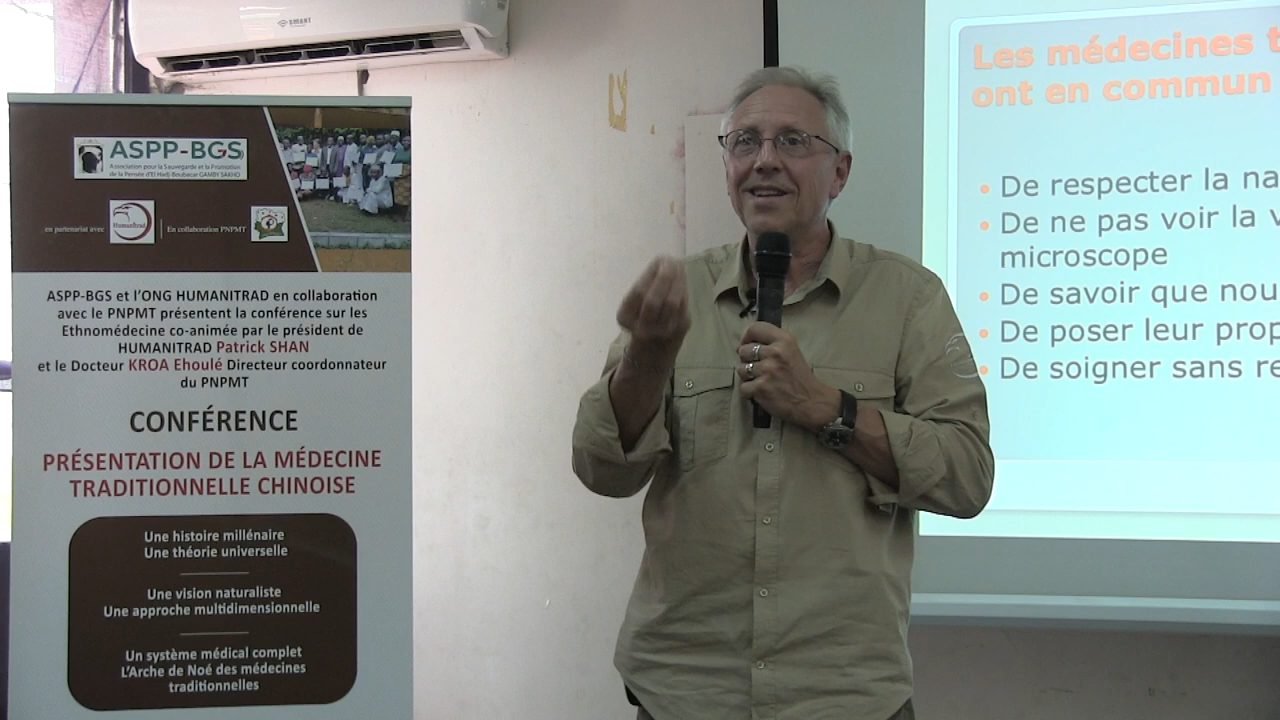 SMART
ASPP-BGS
Association pour la Sauvegarde et la Promotion
de la Pensée d'El Hadj-Boubacar GAMBY SAKHO
en partenariat avec
Humanitrad
En collaboration PNPMT
ASPP-BGS et l'ONG HUMANITRAD en collaboration
avec le PNPMT présentent la conférence sur les
Ethnomédecine co-animée par le président de
HUMANITRAD Patrick SHAN
et le Docteur KROA Ehoulé Directeur coordonnateur
du PNPMT
CONFÉRENCE
PRÉSENTATION DE LA MÉDECINE
TRADITIONNELLE CHINOISE
Une histoire millénaire
Une théorie universelle
Une vision naturaliste
Une approche multidimensionnelle
Un système médical complet
L'Arche de Noé des médecines
traditionnelles
Les médecines t
ont en commun
• De respecter la na
• De ne pas voir la v
microscope
• De savoir que nou
• De poser leur prop
• De soigner sans re